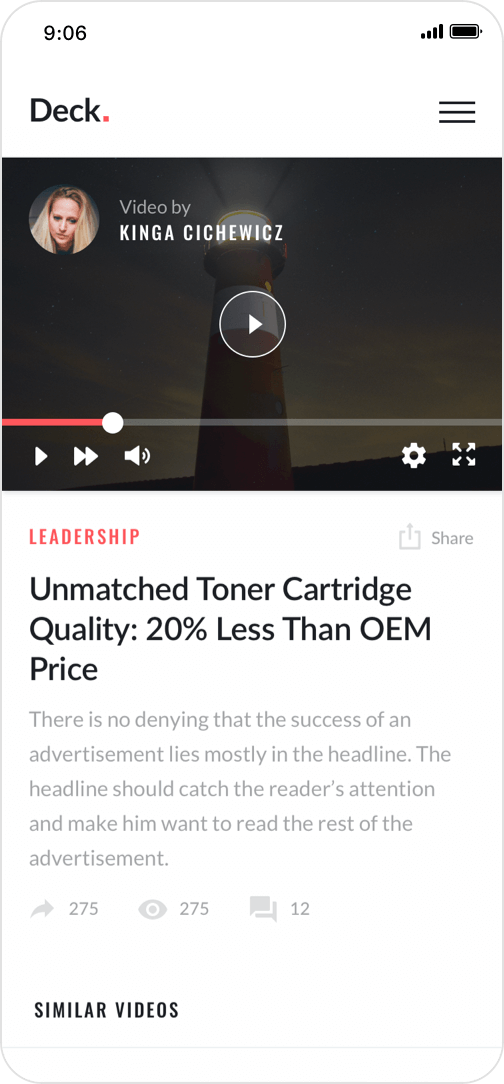 9:06
Deck.
Video by
KINGA CICHEWICZ
LEADERSHIP
Share
Unmatched Toner Cartridge
Quality: 20% Less Than OEM
Price
There is no denying that the success of an
advertisement lies mostly in the headline. The
headline should catch the reader’s attention
and make him want to read the rest of the
advertisement.
275 275 12
SIMILAR VIDEOS